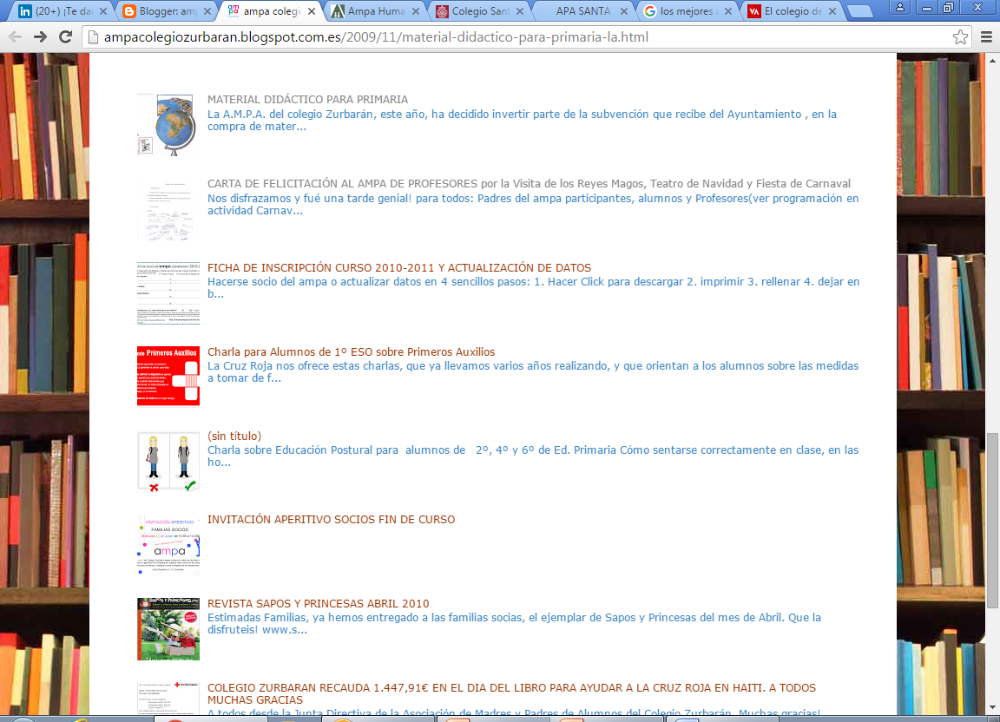 (20+) ¡Te da
Blogger: am
ampa colegi
Ampa Huma
Colegio San
APA SANTA
los mejores
El colegio de
ampacolegiozurbaran.blogspot.com.es/2009/11/material-didactico-para-primaria-la.html
MATERIAL DIDÁCTICO PARA PRIMARIA
La A.M.P.A. del colegio Zurbarán, este año, ha decidido invertir parte de la subvención que recibe del Ayuntamiento , en la
compra de mater...
CARTA DE FELICITACIÓN AL AMPA DE PROFESORES por la Visita de los Reyes Magos, Teatro de Navidad y Fiesta de Carnaval
Nos disfrazamos y fué una tarde genial! para todos: Padres del ampa participantes, alumnos y Profesores(ver programación en
actividad Carnav...
FICHA DE INSCRIPCIÓN CURSO 2010-2011 Y ACTUALIZACIÓN DE DATOS
Hacerse socio del ampa o actualizar datos en 4 sencillos pasos: 1. Hacer Click para descargar 2. imprimir 3. rellenar 4. dejar en
b...
Primeros Auxilios
Charla para Alumnos de 1º ESO sobre Primeros Auxilios
La Cruz Roja nos ofrece estas charlas, que ya llevamos varios años realizando, y que orientan a los alumnos sobre las medidas
a tomar de f...
(sin título)
Charla sobre Educación Postural para alumnos de 2º, 4º y 6º de Ed. Primaria Cómo sentarse correctamente en clase, en las
ho...
INVITACIÓN APERITIVO
FAMILIAS SOCIOS
ampa
INVITACIÓN APERITIVO SOCIOS FIN DE CURSO
REVISTA SAPOS Y PRINCESAS ABRIL 2010
Estimadas Familias, ya hemos entregado a las familias socias, el ejemplar de Sapos y Princesas del mes de Abril. Que la
disfruteis! www.s...
COLEGIO ZURBARAN RECAUDA 1.447,91€ EN EL DIA DEL LIBRO PARA AYUDAR A LA CRUZ ROJA EN HAITI. A TODOS
MUCHAS GRACIAS
A todos desde la Junta Directiva de la Asociación de Madres y Padres de Alumnos del Colegio Zurbarán, Muchas gracias!